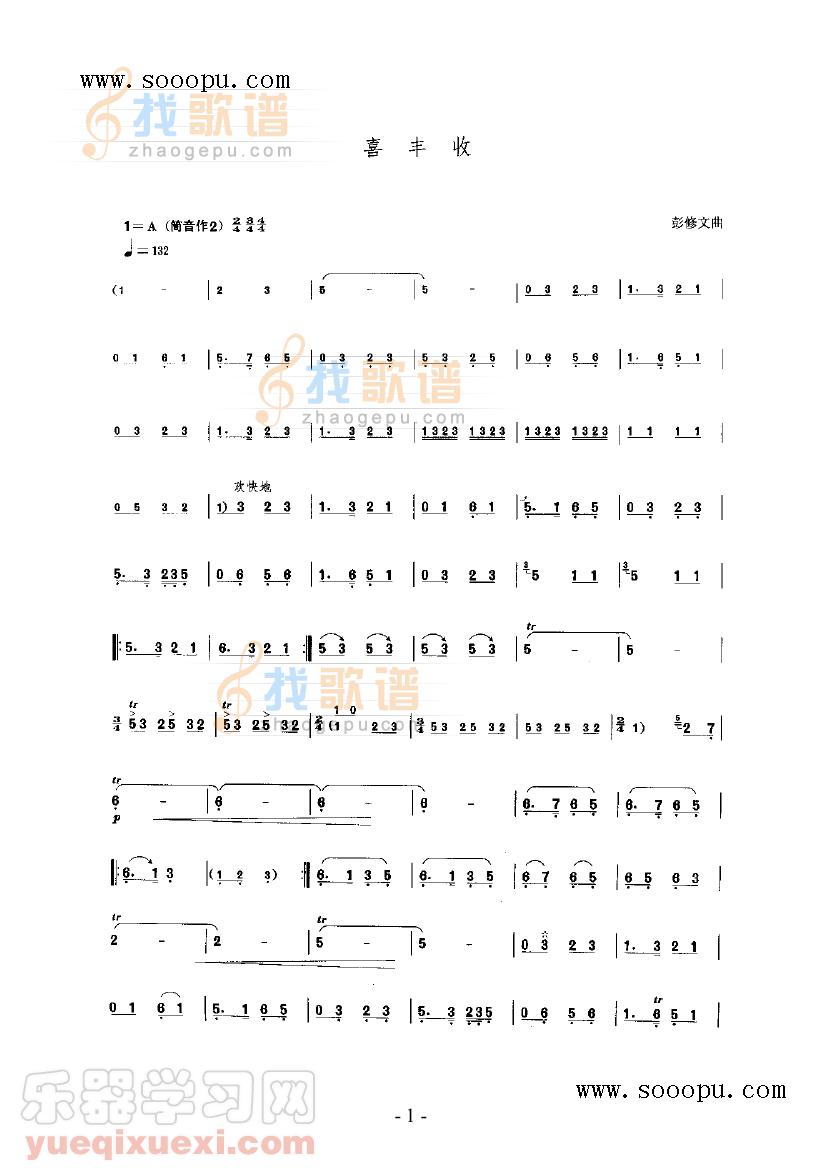 www.sooopu.com
找歌谱
zhaogepu.com
喜 丰 收
1=A (筒音作2) 2/4 3/4 4/4
彭修文曲
♩=132
(1 - | 2 3 | 5 - | 5 - | 0 3 2 3 | 1. 3 2 1 |
0 1 6 1 | 5. 7 6 5 | 0 3 2 3 | 5 3 2 5 | 0 6 5 6 | 1. 6 5 1 |
找歌谱
zhaogepu.com
0 3 2 3 | 1. 3 2 3 | 1. 3 2 3 | 1323 1323 | 1323 1323 | 1 1 1 1 |
欢快地
0 5 3 2 | 1) 3 2 3 | 1. 3 2 1 | 0 1 6 1 | 5. 1 6 5 | 0 3 2 3 |
5. 3 235 | 0 6 5 6 | 1. 6 5 1 | 0 3 2 3 | 5 1 1 | 5 1 1 |
tr
‖: 5. 3 2 1 | 6. 3 2 1 :‖ 5 3 5 3 | 5 3 5 3 | 5 - | 5 - |
找歌谱
zhaogepu.com
tr tr 1 0
3/4 53 25 32 | 53 25 32 | 2/4 (1 2 3 | 3/4 53 25 32 | 53 25 32 | 2/4 1) 5 2 7 |
tr
6 - | 6 - | 6 - | 6 - | 6. 7 6 5 | 6. 7 6 5 |
p
‖: 6. 1 3 | (1 2 3) :‖ 6. 1 3 5 | 6. 1 3 5 | 6 7 6 5 | 6 5 6 3 |
tr tr
2 - | 2 - | 5 - | 5 - | 0 3 2 3 | 1. 3 2 1 |
tr
0 1 6 1 | 5. 1 6 5 | 0 3 2 3 | 5. 3 235 | 0 6 5 6 | 1. 6 5 1 |
乐器学习网
yueqixuexi.com
www.sooopu.com
- 1 -